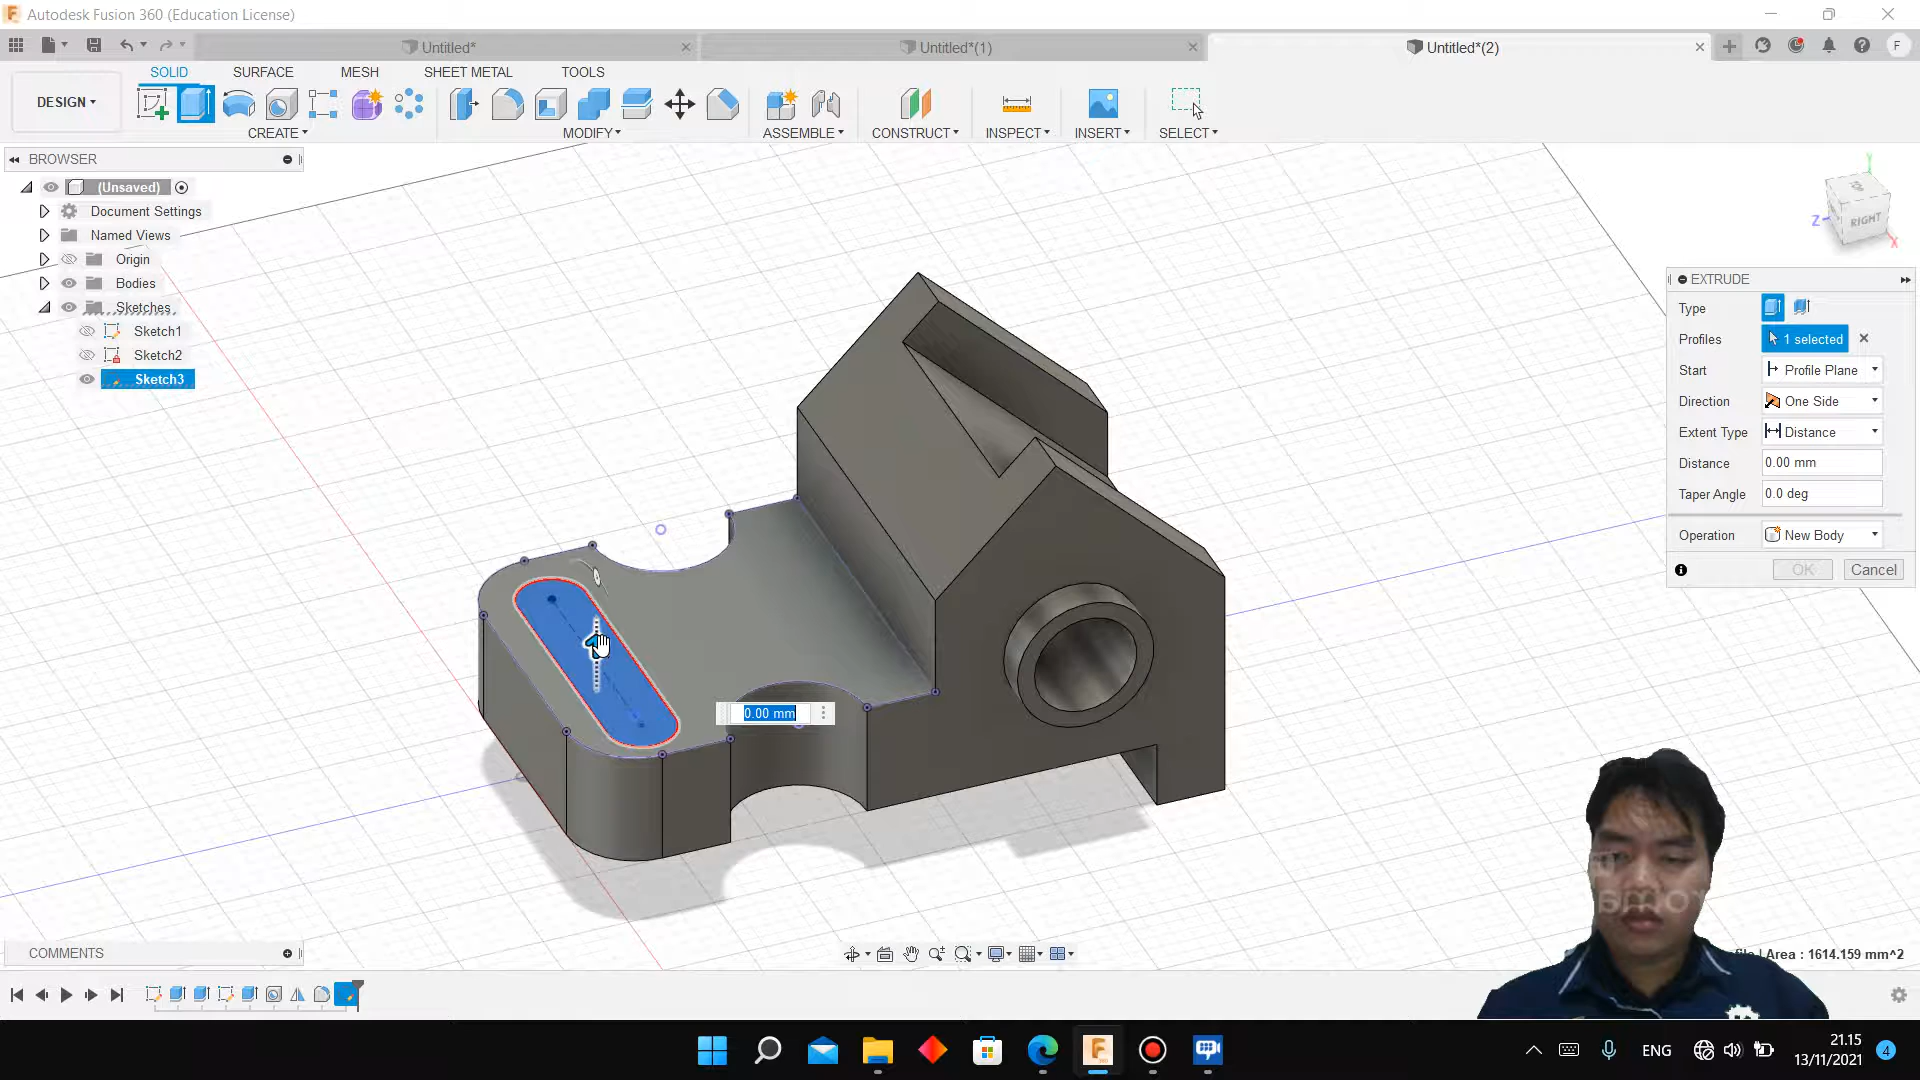 Autodesk Fusion 360 (Education License)
Untitled*
Untitled*(1)
Untitled*(2)
F
DESIGN
SOLID
SURFACE
MESH
SHEET METAL
TOOLS
CREATE
MODIFY
ASSEMBLE
CONSTRUCT
INSPECT
INSERT
SELECT
BROWSER
(Unsaved)
Document Settings
Named Views
Origin
Bodies
Sketches
Sketch1
Sketch2
Sketch3
Y
TOP
RIGHT
Z
X
EXTRUDE
Type
Profiles
1 selected
Start
Profile Plane
Direction
One Side
Extent Type
Distance
Distance
0.00 mm
Taper Angle
0.0 deg
Operation
New Body
OK
Cancel
0.00 mm
COMMENTS
Area : 1614.159 mm^2
ENG
21.15
13/11/2021
4